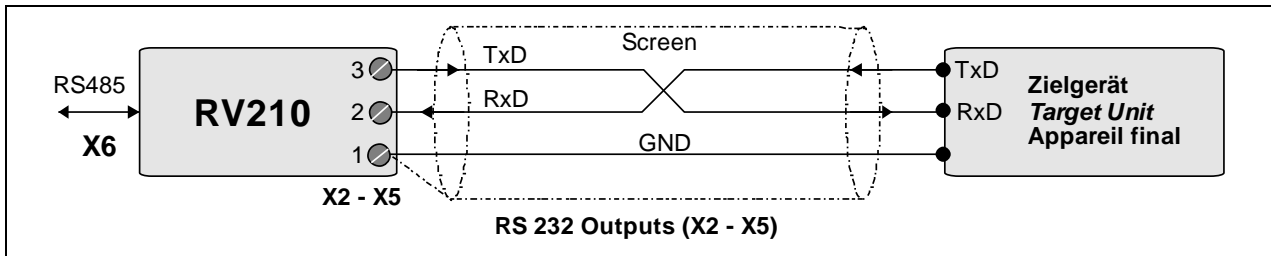 Screen
TxD
3
TxD
RS485
Zielgerät
RV210
2
RxD
RxD
Target Unit
Appareil final
X6
1
GND
X2 - X5
RS 232 Outputs (X2 - X5)